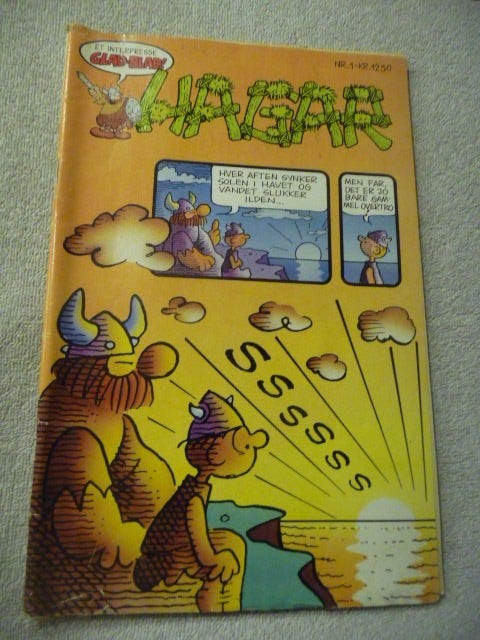 ET INTERPRESSE
GLAD-BLAD!
NR. 1-KR. 12.50
HAGAR
HVER AFTEN SYNKER
SOLEN I HAVET OG
VANDET SLUKKER
ILDEN...
MEN FAR,
DET ER JO
BARE GAM-
MEL OVERTRO
SSSSSSS